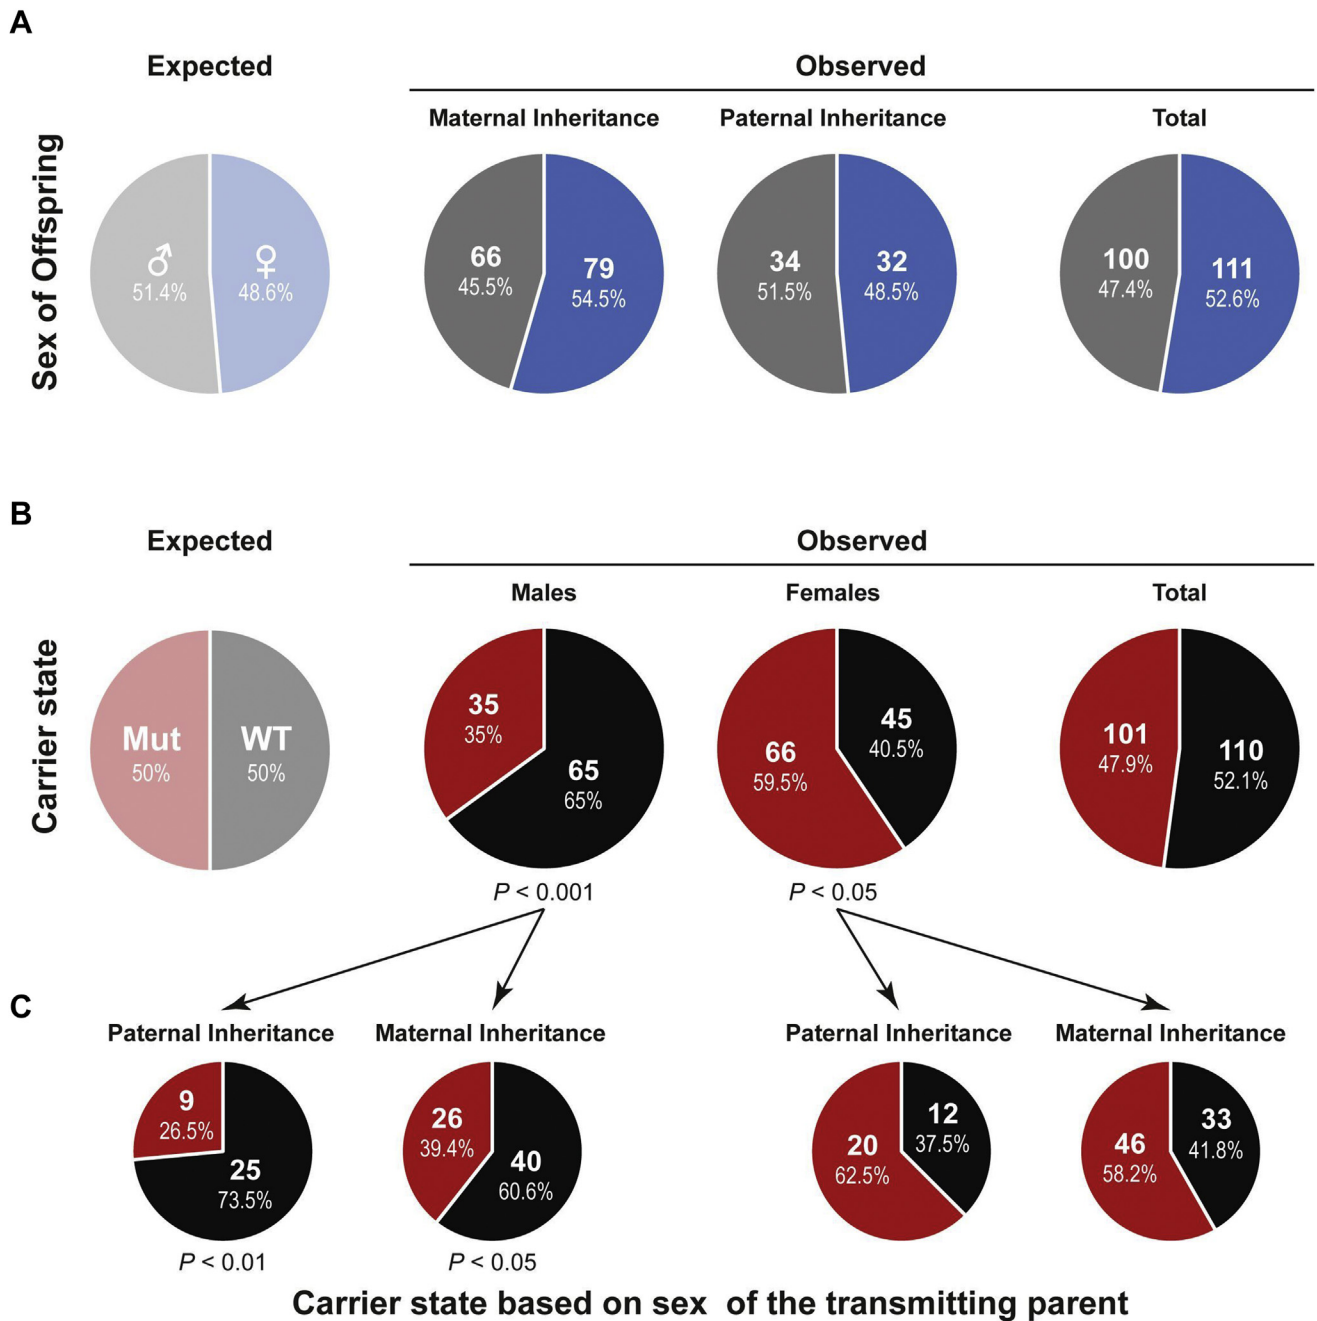 A
Expected
Observed
Maternal Inheritance
Paternal Inheritance
Total
Sex of Offspring
♂
51.4%
♀
48.6%
66
45.5%
79
54.5%
34
51.5%
32
48.5%
100
47.4%
111
52.6%
B
Expected
Observed
Males
Females
Total
Carrier state
Mut
50%
WT
50%
35
35%
65
65%
66
59.5%
45
40.5%
101
47.9%
110
52.1%
P < 0.001
P < 0.05
C
Paternal Inheritance
Maternal Inheritance
Paternal Inheritance
Maternal Inheritance
9
26.5%
25
73.5%
26
39.4%
40
60.6%
20
62.5%
12
37.5%
46
58.2%
33
41.8%
P < 0.01
P < 0.05
Carrier state based on sex of the transmitting parent